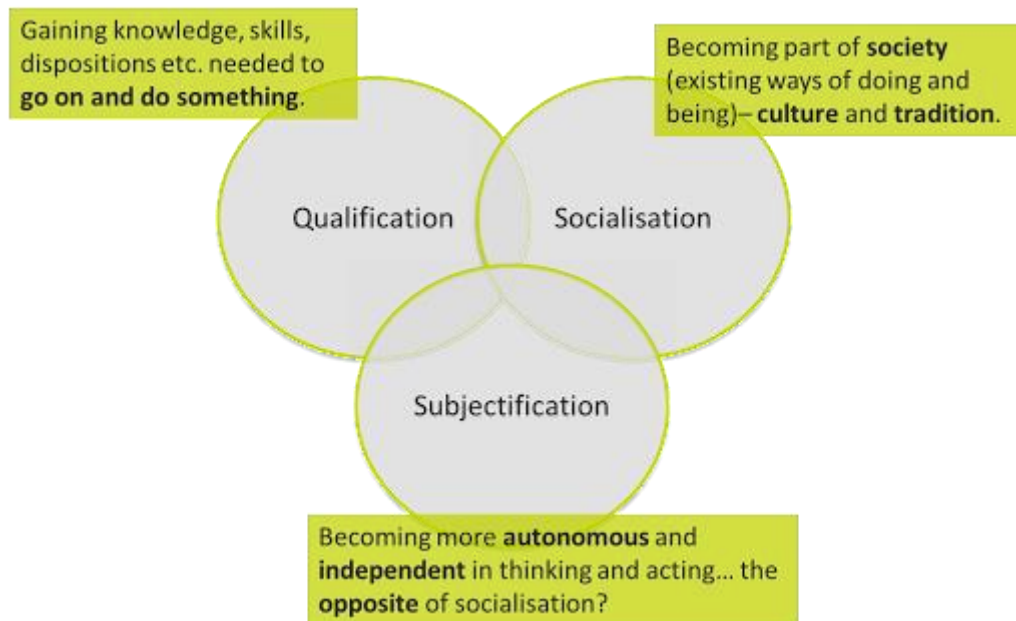 Gaining knowledge, skills,
dispositions etc. needed to
go on and do something.
Becoming part of society
(existing ways of doing and
being)– culture and tradition.
Qualification
Socialisation
Subjectification
Becoming more autonomous and
independent in thinking and acting... the
opposite of socialisation?